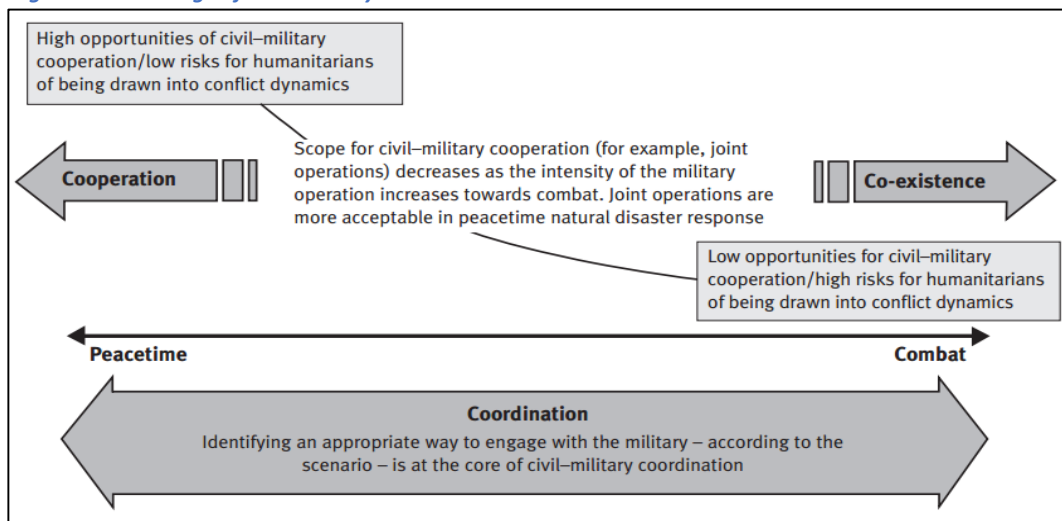 High opportunities of civil–military
cooperation/low risks for humanitarians
of being drawn into conflict dynamics
Scope for civil–military cooperation (for example, joint
operations) decreases as the intensity of the military
operation increases towards combat. Joint operations are
more acceptable in peacetime natural disaster response
Cooperation
Co-existence
Low opportunities for civil–military
cooperation/high risks for humanitarians
of being drawn into conflict dynamics
Peacetime
Combat
Coordination
Identifying an appropriate way to engage with the military – according to the
scenario – is at the core of civil–military coordination